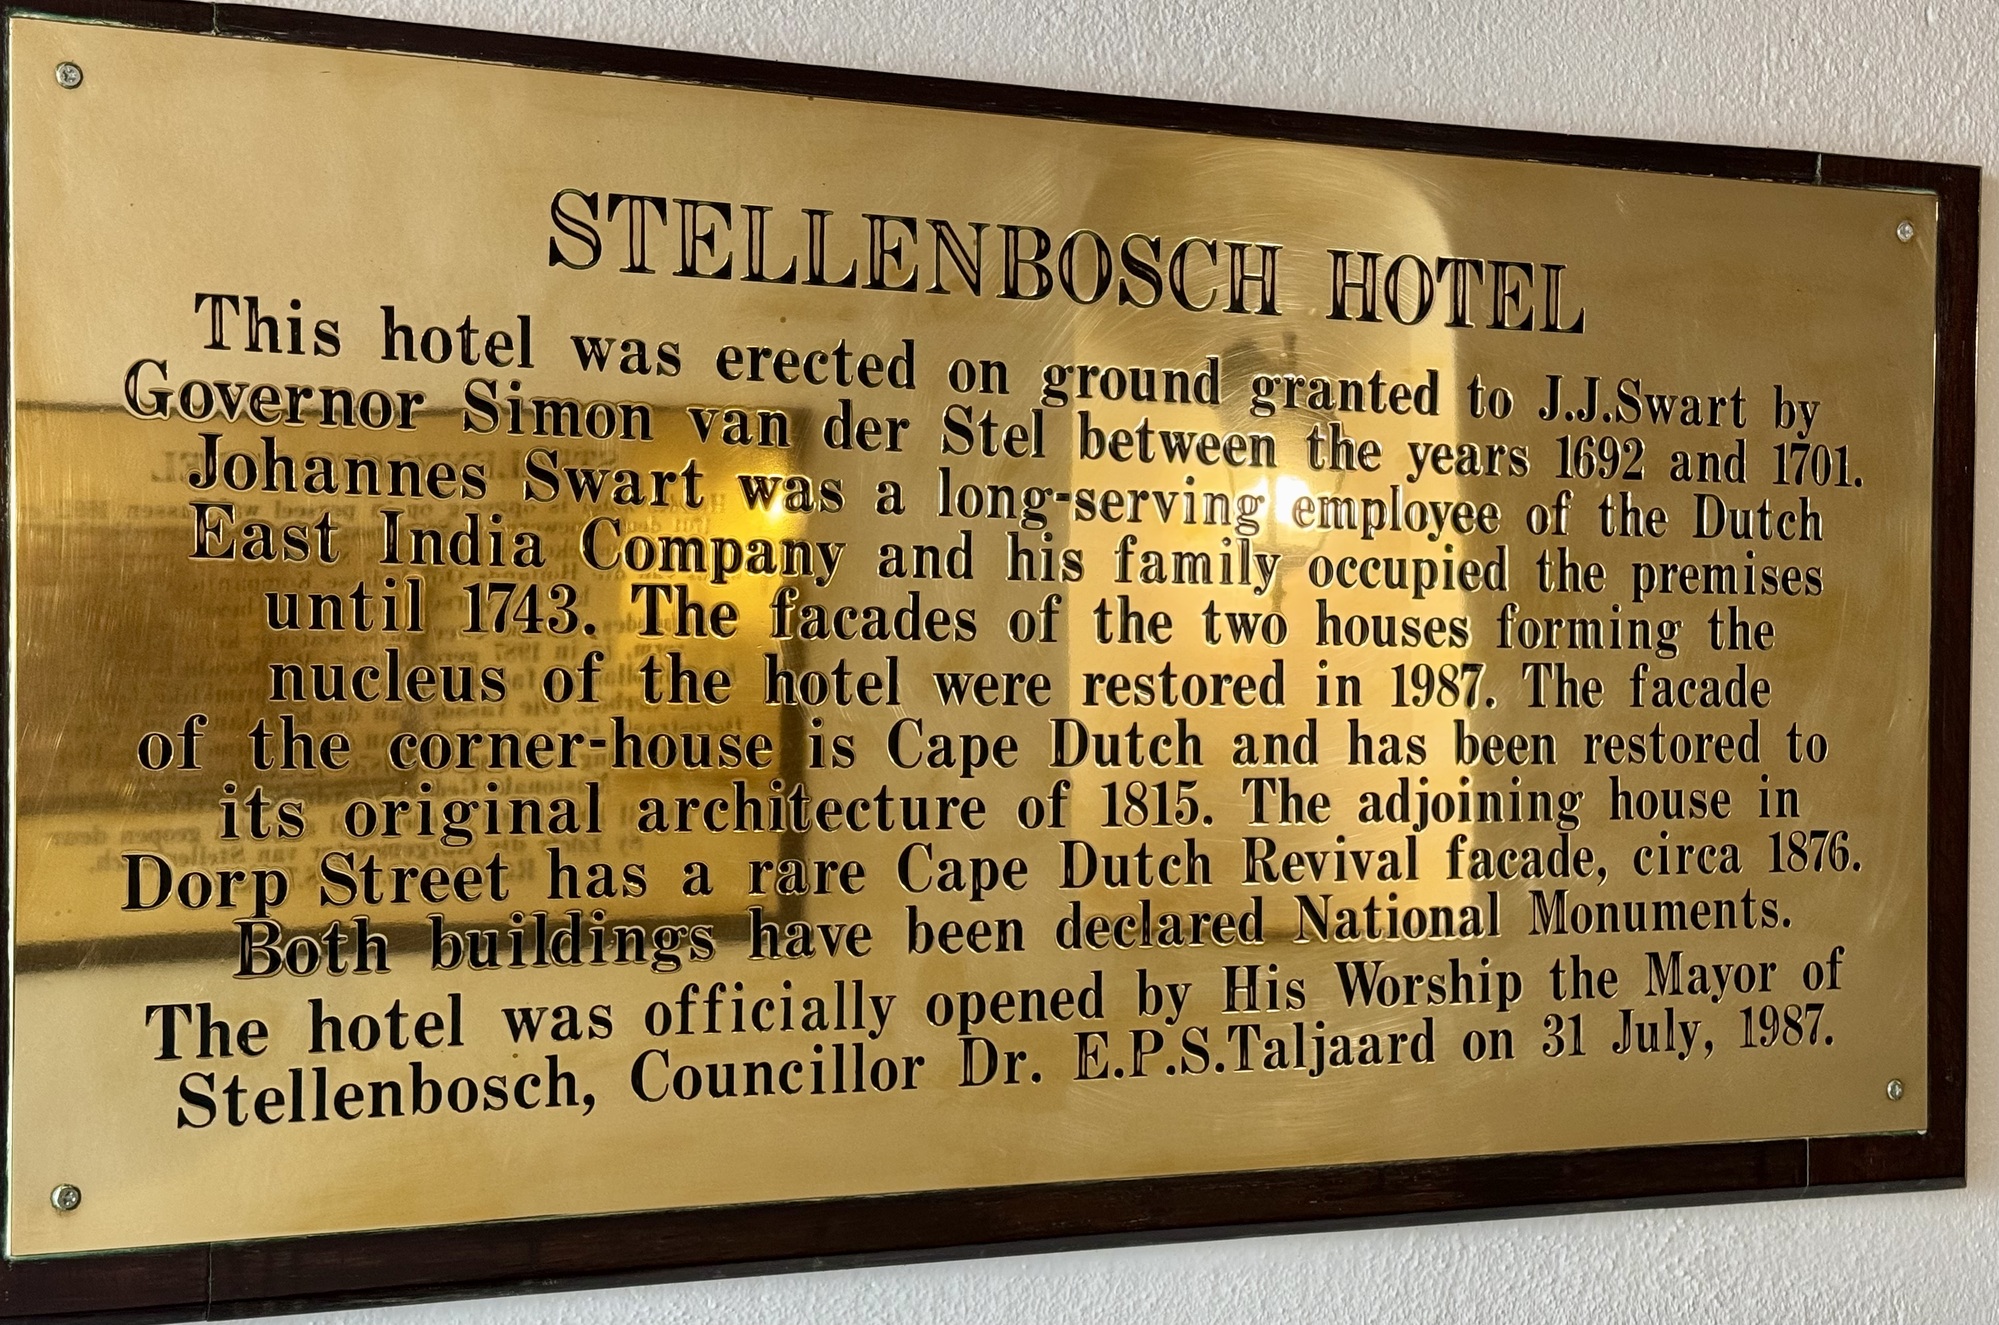 STELLENBOSCH HOTEL
This hotel was erected on ground granted to J.J.Swart by
Governor Simon van der Stel between the years 1692 and 1701.
Johannes Swart was a long-serving employee of the Dutch
East India Company and his family occupied the premises
until 1743. The facades of the two houses forming the
nucleus of the hotel were restored in 1987. The facade
of the corner-house is Cape Dutch and has been restored to
its original architecture of 1815. The adjoining house in
Dorp Street has a rare Cape Dutch Revival facade, circa 1876.
Both buildings have been declared National Monuments.
The hotel was officially opened by His Worship the Mayor of
Stellenbosch, Councillor Dr. E.P.S.Taljaard on 31 July, 1987.